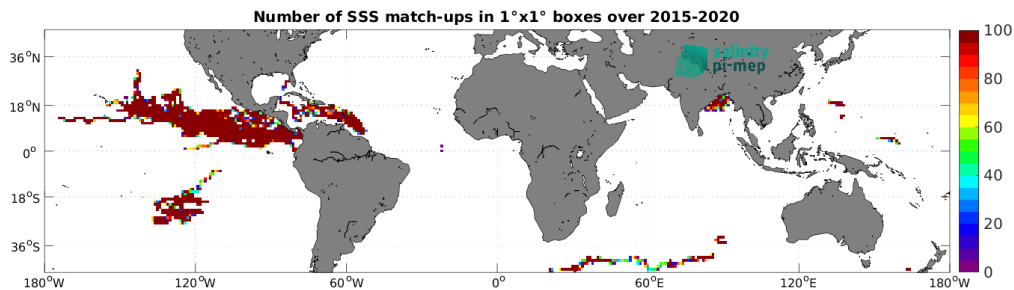 Number of SSS match-ups in 1°x1° boxes over 2015-2020
salinity
pi-mep
36°N
18°N
0°
18°S
36°S
180°W 120°W 60°W 0° 60°E 120°E 180°W
100
80
60
40
20
0